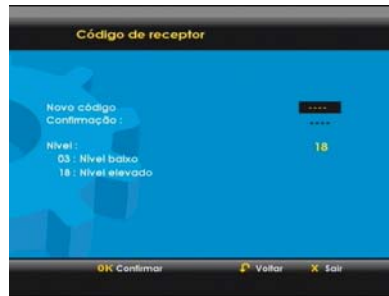 Código de receptor
Novo código ----
Confirmação : ----
Nível : 18
03 : Nível baixo
18 : Nível elevado
OK Confirmar Voltar X Sair